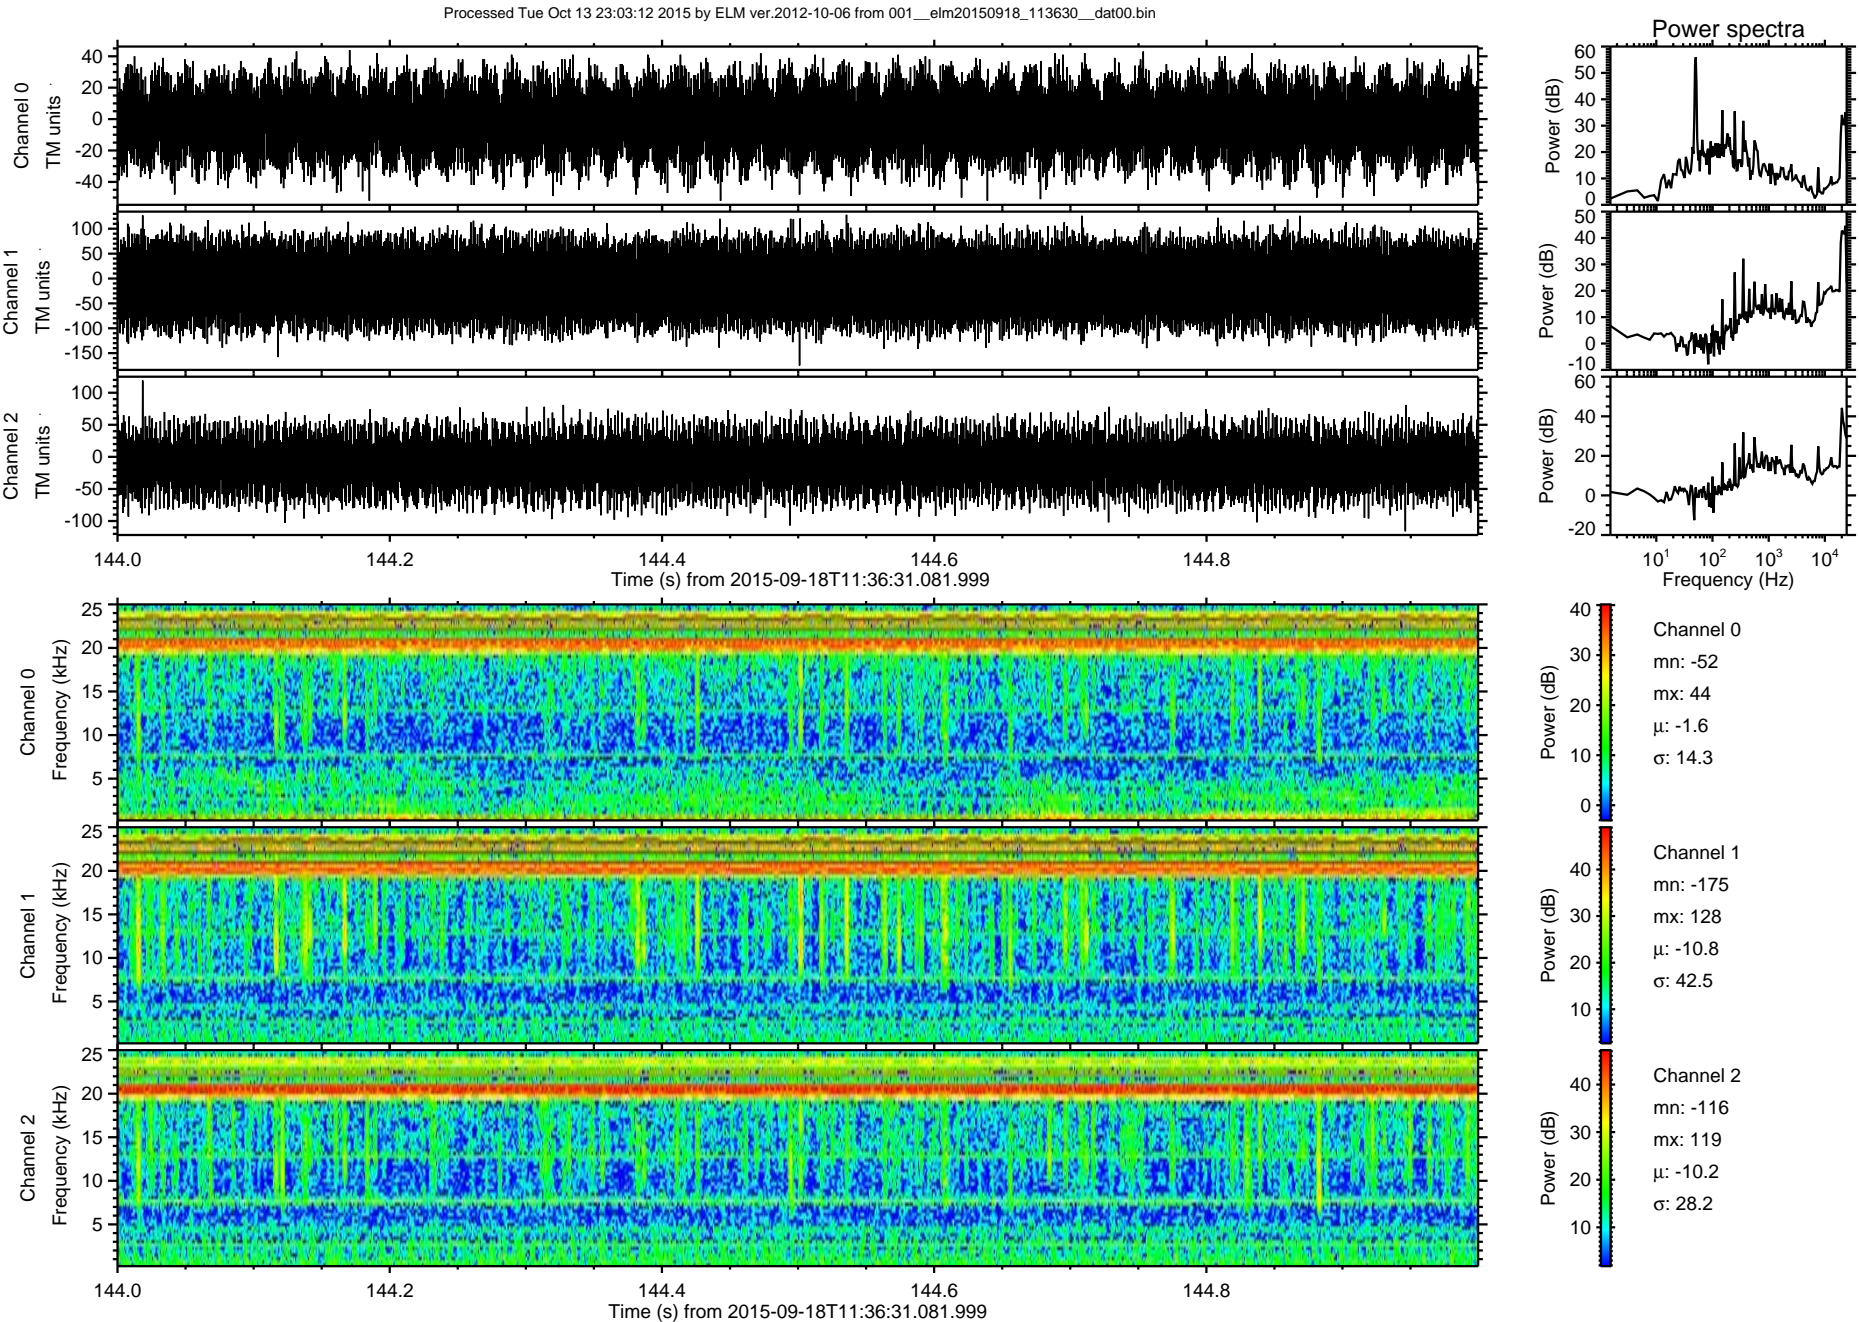 Processed Tue Oct 13 23:03:12 2015 by ELM ver.2012-10-06 from 001__elm20150918_113630__dat00.bin
Power spectra
Channel 0
TM units
40
20
0
-20
-40
Power (dB)
60
50
40
30
20
10
0
Channel 1
TM units
100
50
0
-50
-100
-150
Power (dB)
50
40
30
20
10
0
-10
Channel 2
TM units
100
50
0
-50
-100
Power (dB)
60
40
20
0
-20
144.0 144.2 144.4 144.6 144.8
Time (s) from 2015-09-18T11:36:31.081.999
10^1 10^2 10^3 10^4
Frequency (Hz)
Channel 0
Frequency (kHz)
25
20
15
10
5
Power (dB)
40
30
20
10
0
Channel 0
mn: -52
mx: 44
μ: -1.6
σ: 14.3
Channel 1
Frequency (kHz)
25
20
15
10
5
Power (dB)
40
30
20
10
Channel 1
mn: -175
mx: 128
μ: -10.8
σ: 42.5
Channel 2
Frequency (kHz)
25
20
15
10
5
Power (dB)
40
30
20
10
Channel 2
mn: -116
mx: 119
μ: -10.2
σ: 28.2
144.0 144.2 144.4 144.6 144.8
Time (s) from 2015-09-18T11:36:31.081.999